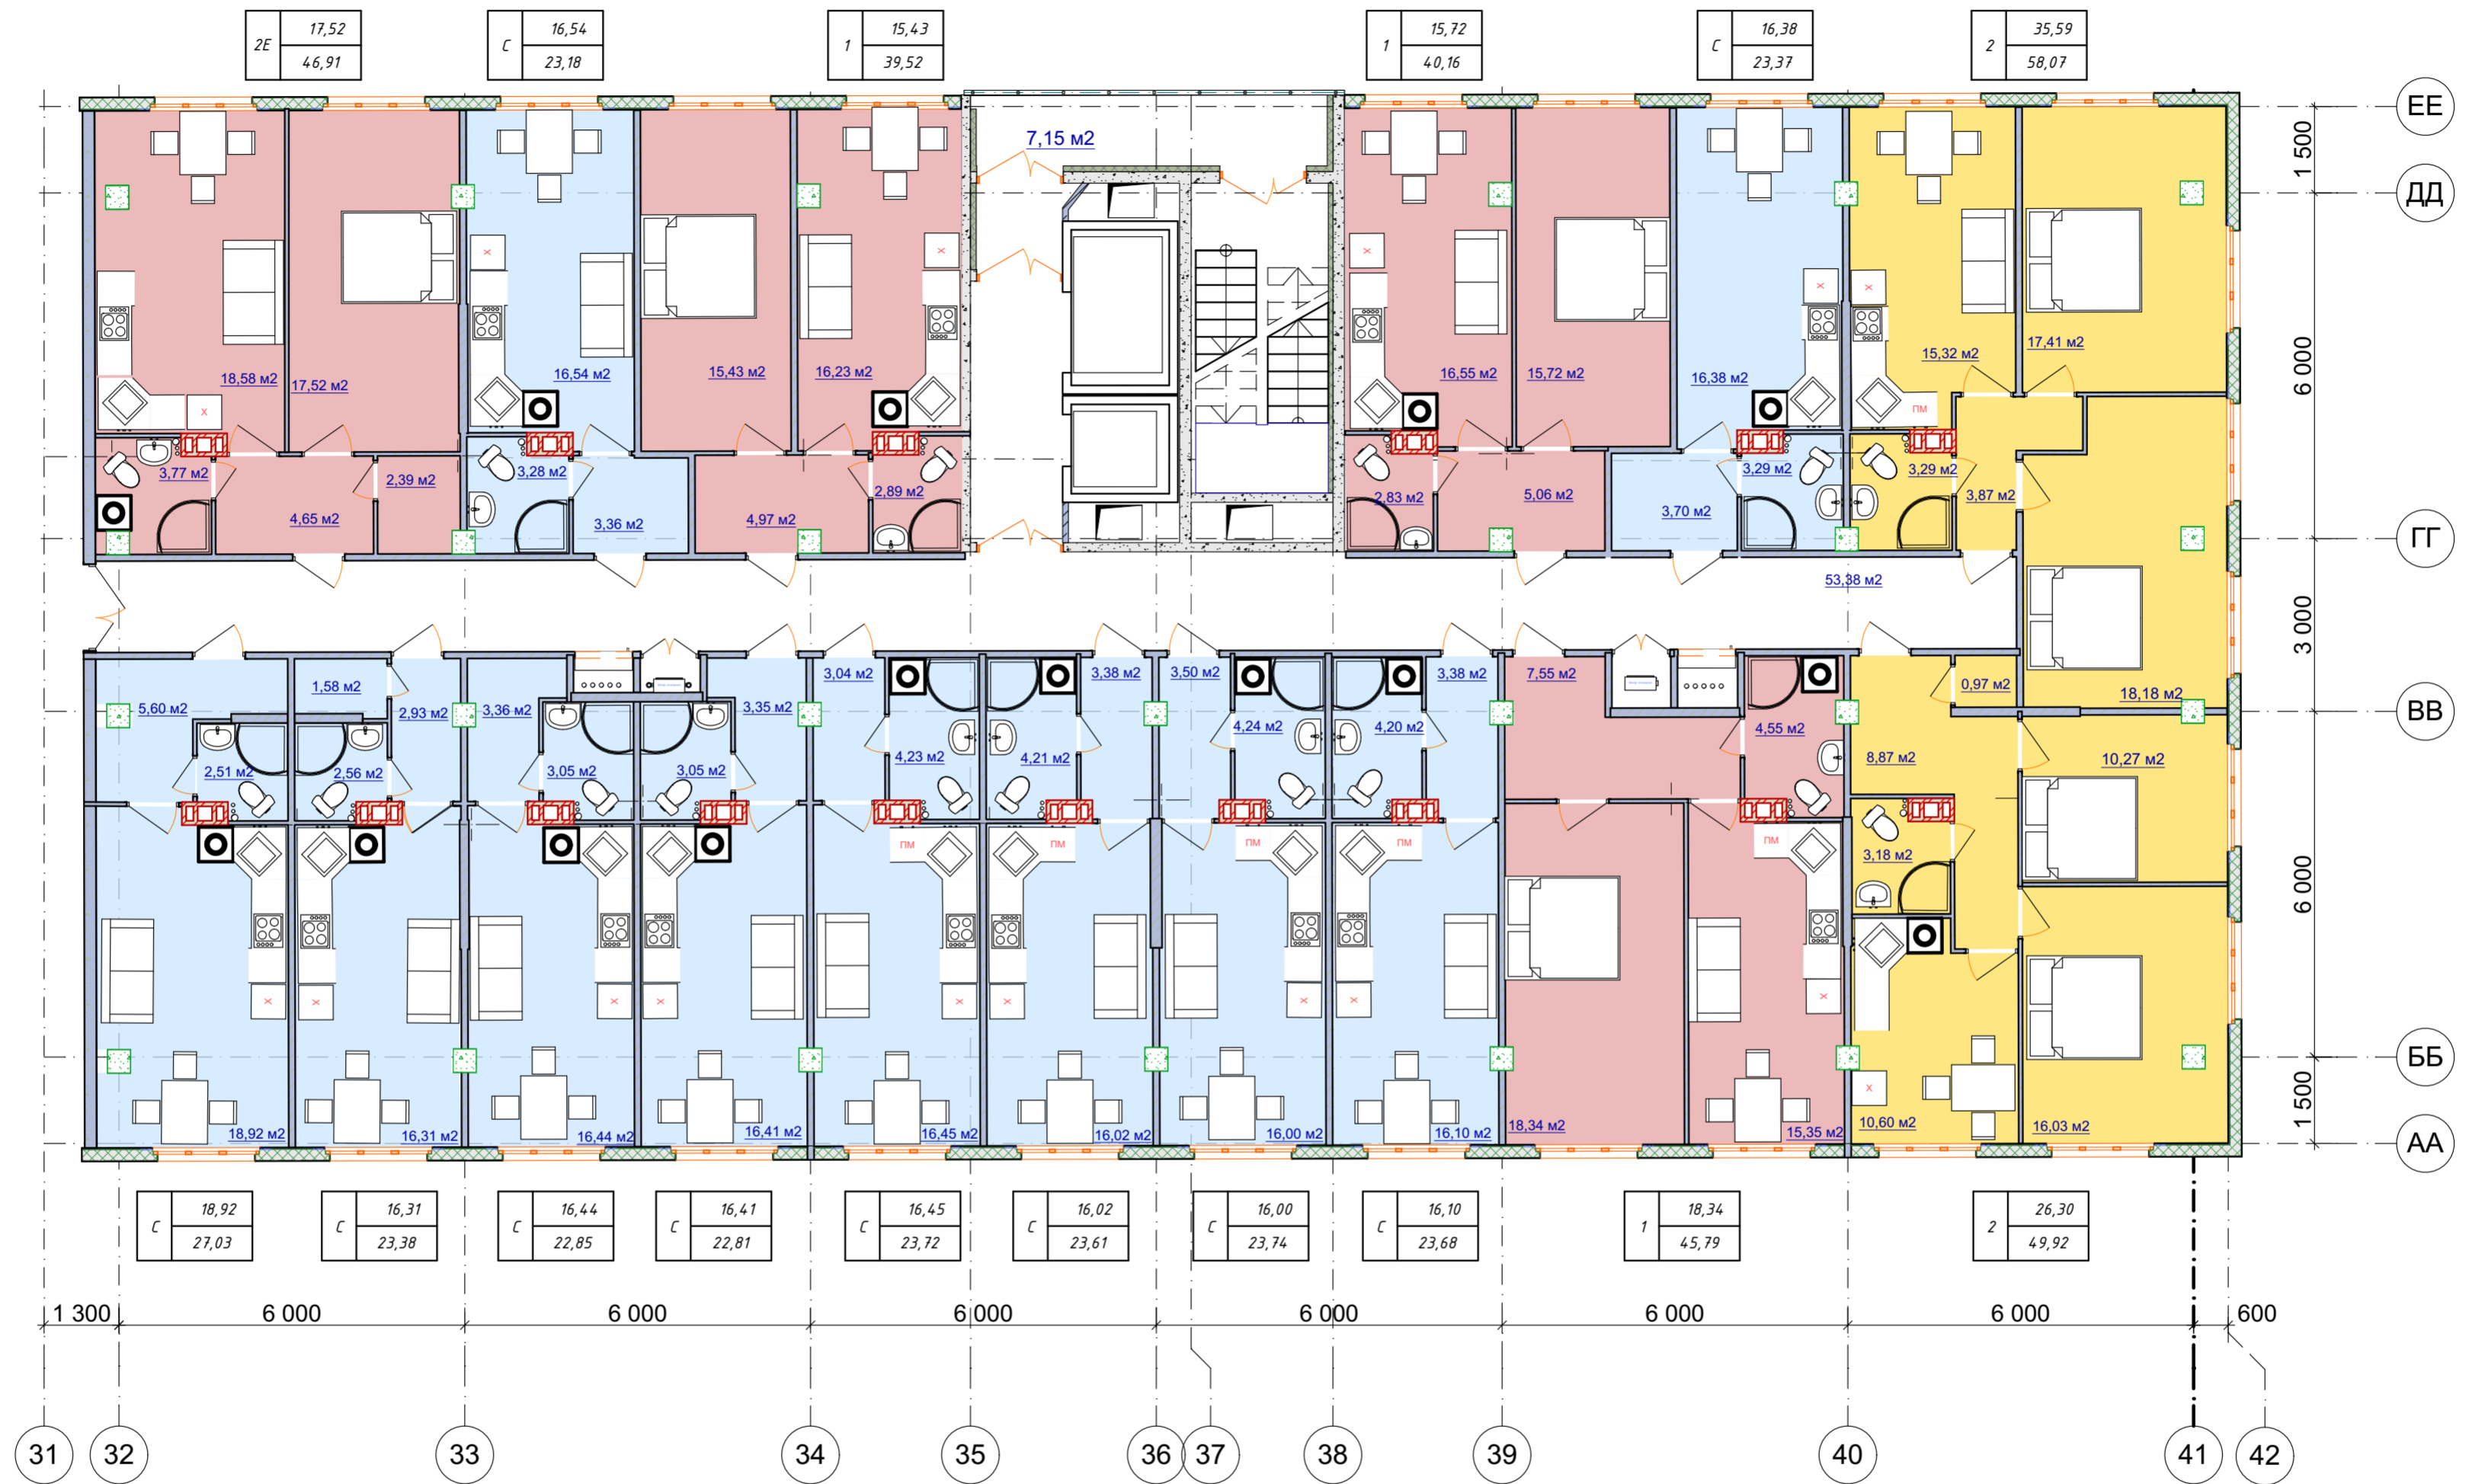 2Е 17,52 46,91
С 16,54 23,18
1 15,43 39,52
1 15,72 40,16
С 16,38 23,37
2 35,59 58,07
ЕЕ
1 500
7,15 м2
ДД
6 000
18,58 м2
17,52 м2
16,54 м2
15,43 м2
16,23 м2
16,55 м2
15,72 м2
16,38 м2
15,32 м2
17,41 м2
Х
Х
Х
Х
Х
Х
ПМ
3,77 м2
2,39 м2
4,65 м2
3,28 м2
3,36 м2
4,97 м2
2,89 м2
2,83 м2
5,06 м2
3,70 м2
3,29 м2
3,29 м2
3,87 м2
ГГ
53,38 м2
3 000
5,60 м2
1,58 м2
2,93 м2
3,36 м2
3,35 м2
3,04 м2
3,38 м2
3,50 м2
3,38 м2
7,55 м2
0,97 м2
18,18 м2
ВВ
2,51 м2
2,56 м2
3,05 м2
3,05 м2
4,23 м2
4,21 м2
4,24 м2
4,20 м2
4,55 м2
8,87 м2
10,27 м2
ПМ
ПМ
ПМ
ПМ
ПМ
3,18 м2
6 000
Х
Х
Х
Х
Х
Х
Х
Х
Х
Х
ББ
1 500
18,92 м2
16,31 м2
16,44 м2
16,41 м2
16,45 м2
16,02 м2
16,00 м2
16,10 м2
18,34 м2
15,35 м2
10,60 м2
16,03 м2
АА
С 18,92 27,03
С 16,31 23,38
С 16,44 22,85
С 16,41 22,81
С 16,45 23,72
С 16,02 23,61
С 16,00 23,74
С 16,10 23,68
1 18,34 45,79
2 26,30 49,92
1 300 6 000 6 000 6 000 6 000 6 000 6 000 600
31 32 33 34 35 36 37 38 39 40 41 42